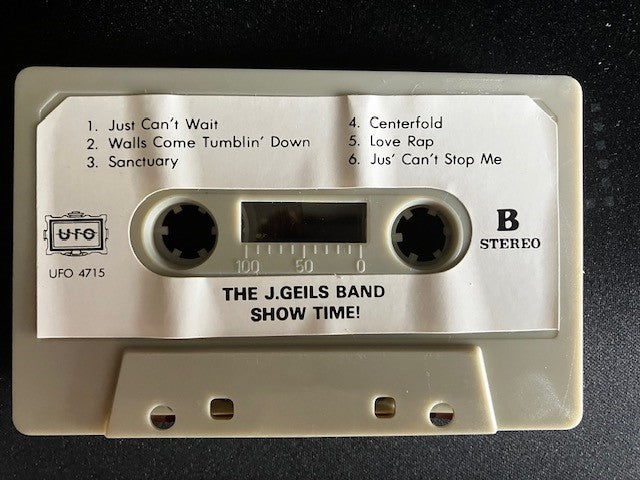 1. Just Can't Wait
2. Walls Come Tumblin' Down
3. Sanctuary
4. Centerfold
5. Love Rap
6. Jus' Can't Stop Me
UFO
UFO 4715
B
STEREO
100 50 0
THE J.GEILS BAND
SHOW TIME!